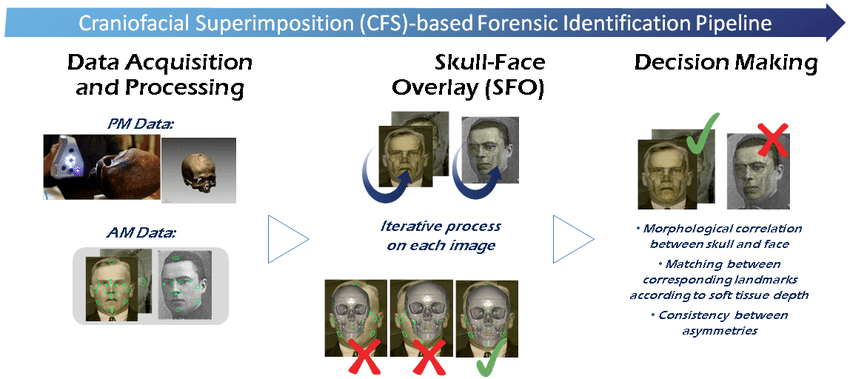 Craniofacial Superimposition (CFS)-based Forensic Identification Pipeline
Data Acquisition
and Processing
PM Data:
AM Data:
Skull-Face
Overlay (SFO)
Iterative process
on each image
Decision Making
• Morphological correlation
between skull and face
• Matching between
corresponding landmarks
according to soft tissue depth
• Consistency between
asymmetries